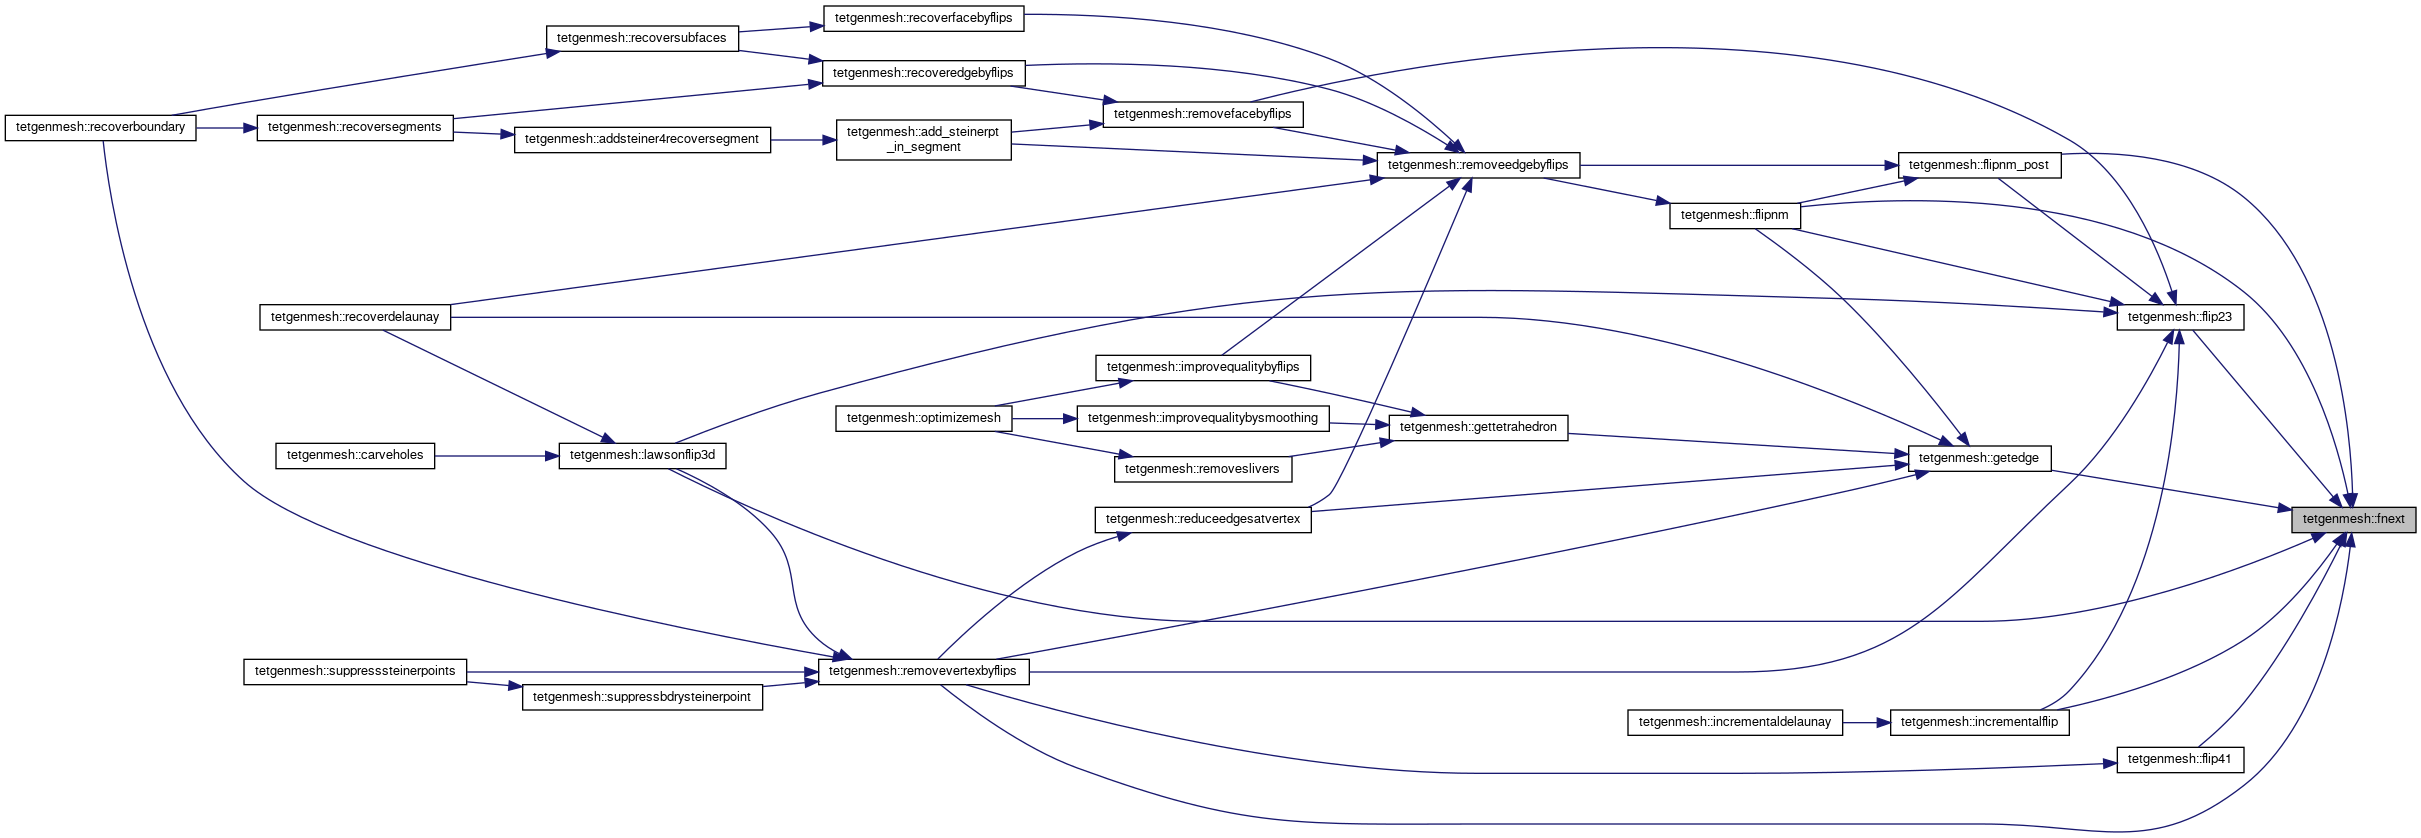 tetgenmesh::recoverfacebyflips
tetgenmesh::recoversubfaces
tetgenmesh::recoveredgebyflips
tetgenmesh::removefacebyflips
tetgenmesh::recoverboundary
tetgenmesh::recoversegments
tetgenmesh::addsteiner4recoversegment
tetgenmesh::add_steinerpt
_in_segment
tetgenmesh::removeedgebyflips
tetgenmesh::flipnm_post
tetgenmesh::flipnm
tetgenmesh::recoverdelaunay
tetgenmesh::flip23
tetgenmesh::improvequalitybyflips
tetgenmesh::optimizemesh
tetgenmesh::improvequalitybysmoothing
tetgenmesh::gettetrahedron
tetgenmesh::carveholes
tetgenmesh::lawsonflip3d
tetgenmesh::removeslivers
tetgenmesh::getedge
tetgenmesh::reduceedgesatvertex
tetgenmesh::fnext
tetgenmesh::suppresssteinerpoints
tetgenmesh::removevertexbyflips
tetgenmesh::suppressbdrysteinerpoint
tetgenmesh::incrementaldelaunay
tetgenmesh::incrementalflip
tetgenmesh::flip41